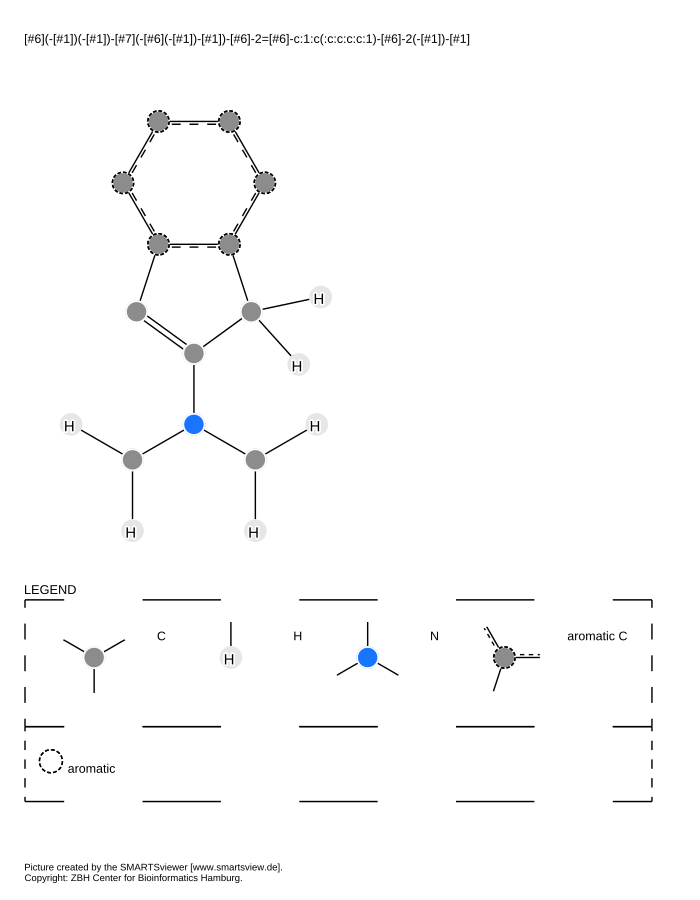 [#6](-[#1])(-[#1])-[#7](-[#6](-[#1])-[#1])-[#6]-2=[#6]-c:1:c(:c:c:c:c:1)-[#6]-2(-[#1])-[#1]
H
H
H
H
H
H
LEGEND
C
H
H
N
aromatic C
aromatic
Picture created by the SMARTSviewer [www.smartsview.de].
Copyright: ZBH Center for Bioinformatics Hamburg.